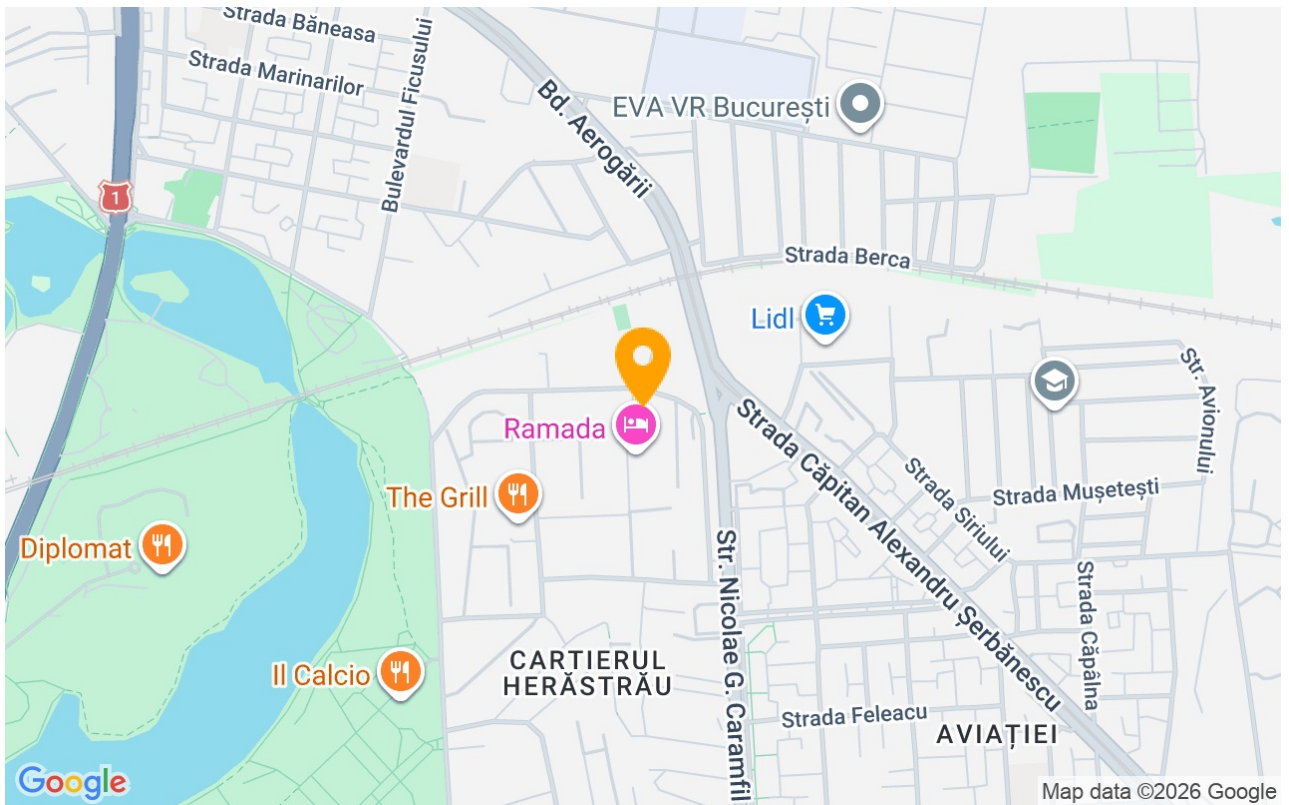 Strada Băneasa
Strada Marinarilor
Bulevardul Ficusului
Bd. Aerogării
EVA VR București
1
Strada Berca
Lidl
Str. Avionului
Ramada
Strada Căpitan Alexandru Șerbănescu
The Grill
Strada Siriului
Strada Mușetești
Diplomat
Str. Nicolae G. Caramfil
Strada Căpâlna
Il Calcio
CARTIERUL
HERĂSTRĂU
Strada Feleacu
AVIAȚIEI
Google
Map data ©2026 Google